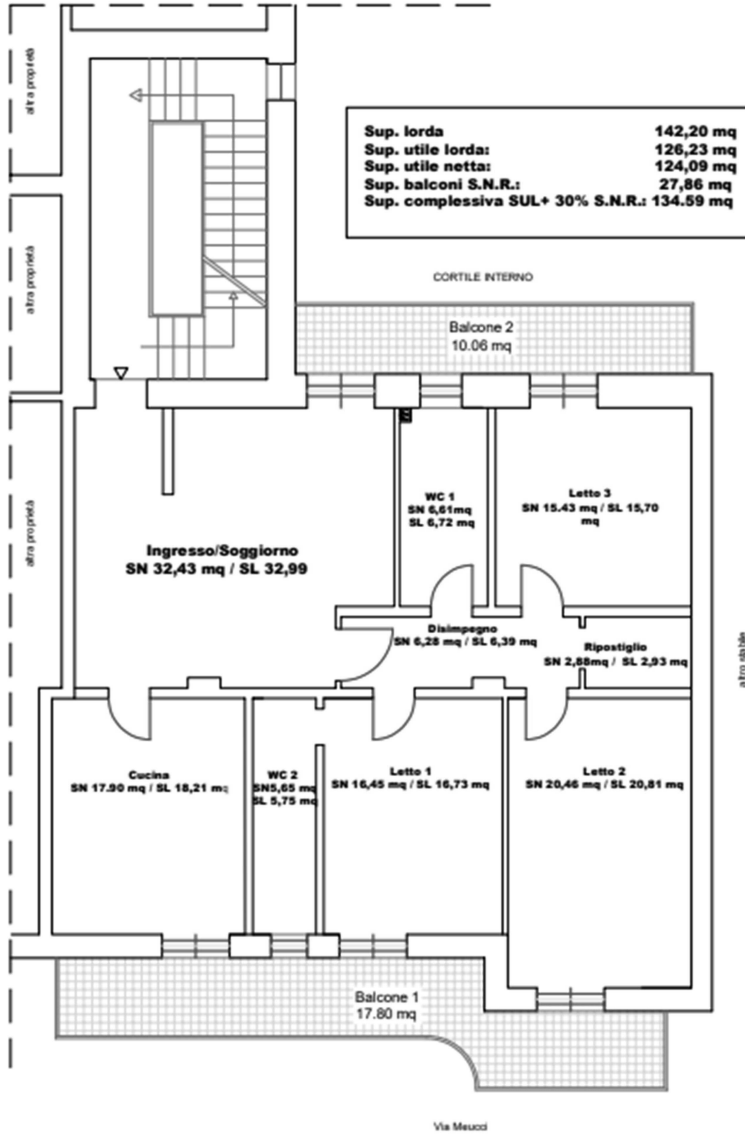 altra proprietà
Sup. lorda 142,20 mq
Sup. utile lorda: 126,23 mq
Sup. utile netta: 124,09 mq
Sup. balconi S.N.R.: 27,86 mq
Sup. complessiva SUL+ 30% S.N.R.: 134.59 mq
altra proprietà
CORTILE INTERNO
Balcone 2
10.06 mq
altra proprietà
WC 1
SN 6,61mq
SL 6,72 mq
Letto 3
SN 15.43 mq / SL 15,70
mq
Ingresso/Soggiorno
SN 32,43 mq / SL 32,99
Disimpegno
SN 6,28 mq / SL 6,39 mq
Ripostiglio
SN 2,88mq / SL 2,93 mq
altro stabile
Cucina
SN 17.90 mq / SL 18,21 mq
WC 2
SN5,65 mq
SL 5,75 mq
Letto 1
SN 16,45 mq / SL 16,73 mq
Letto 2
SN 20,46 mq / SL 20,81 mq
Balcone 1
17.80 mq
Via Meucci